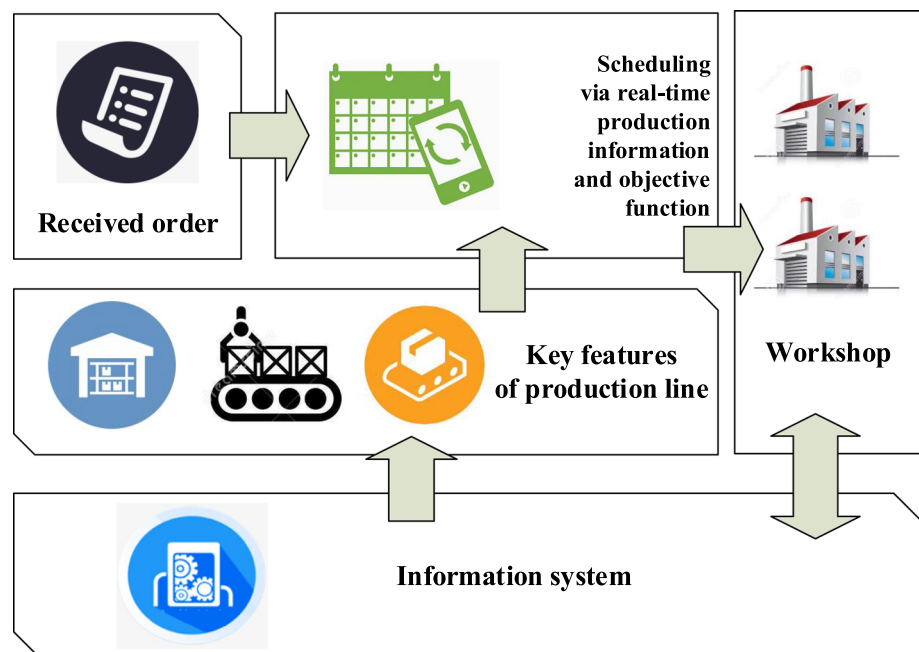 Received order
Scheduling
via real-time
production
information
and objective
function
Workshop
Key features
of production line
Information system